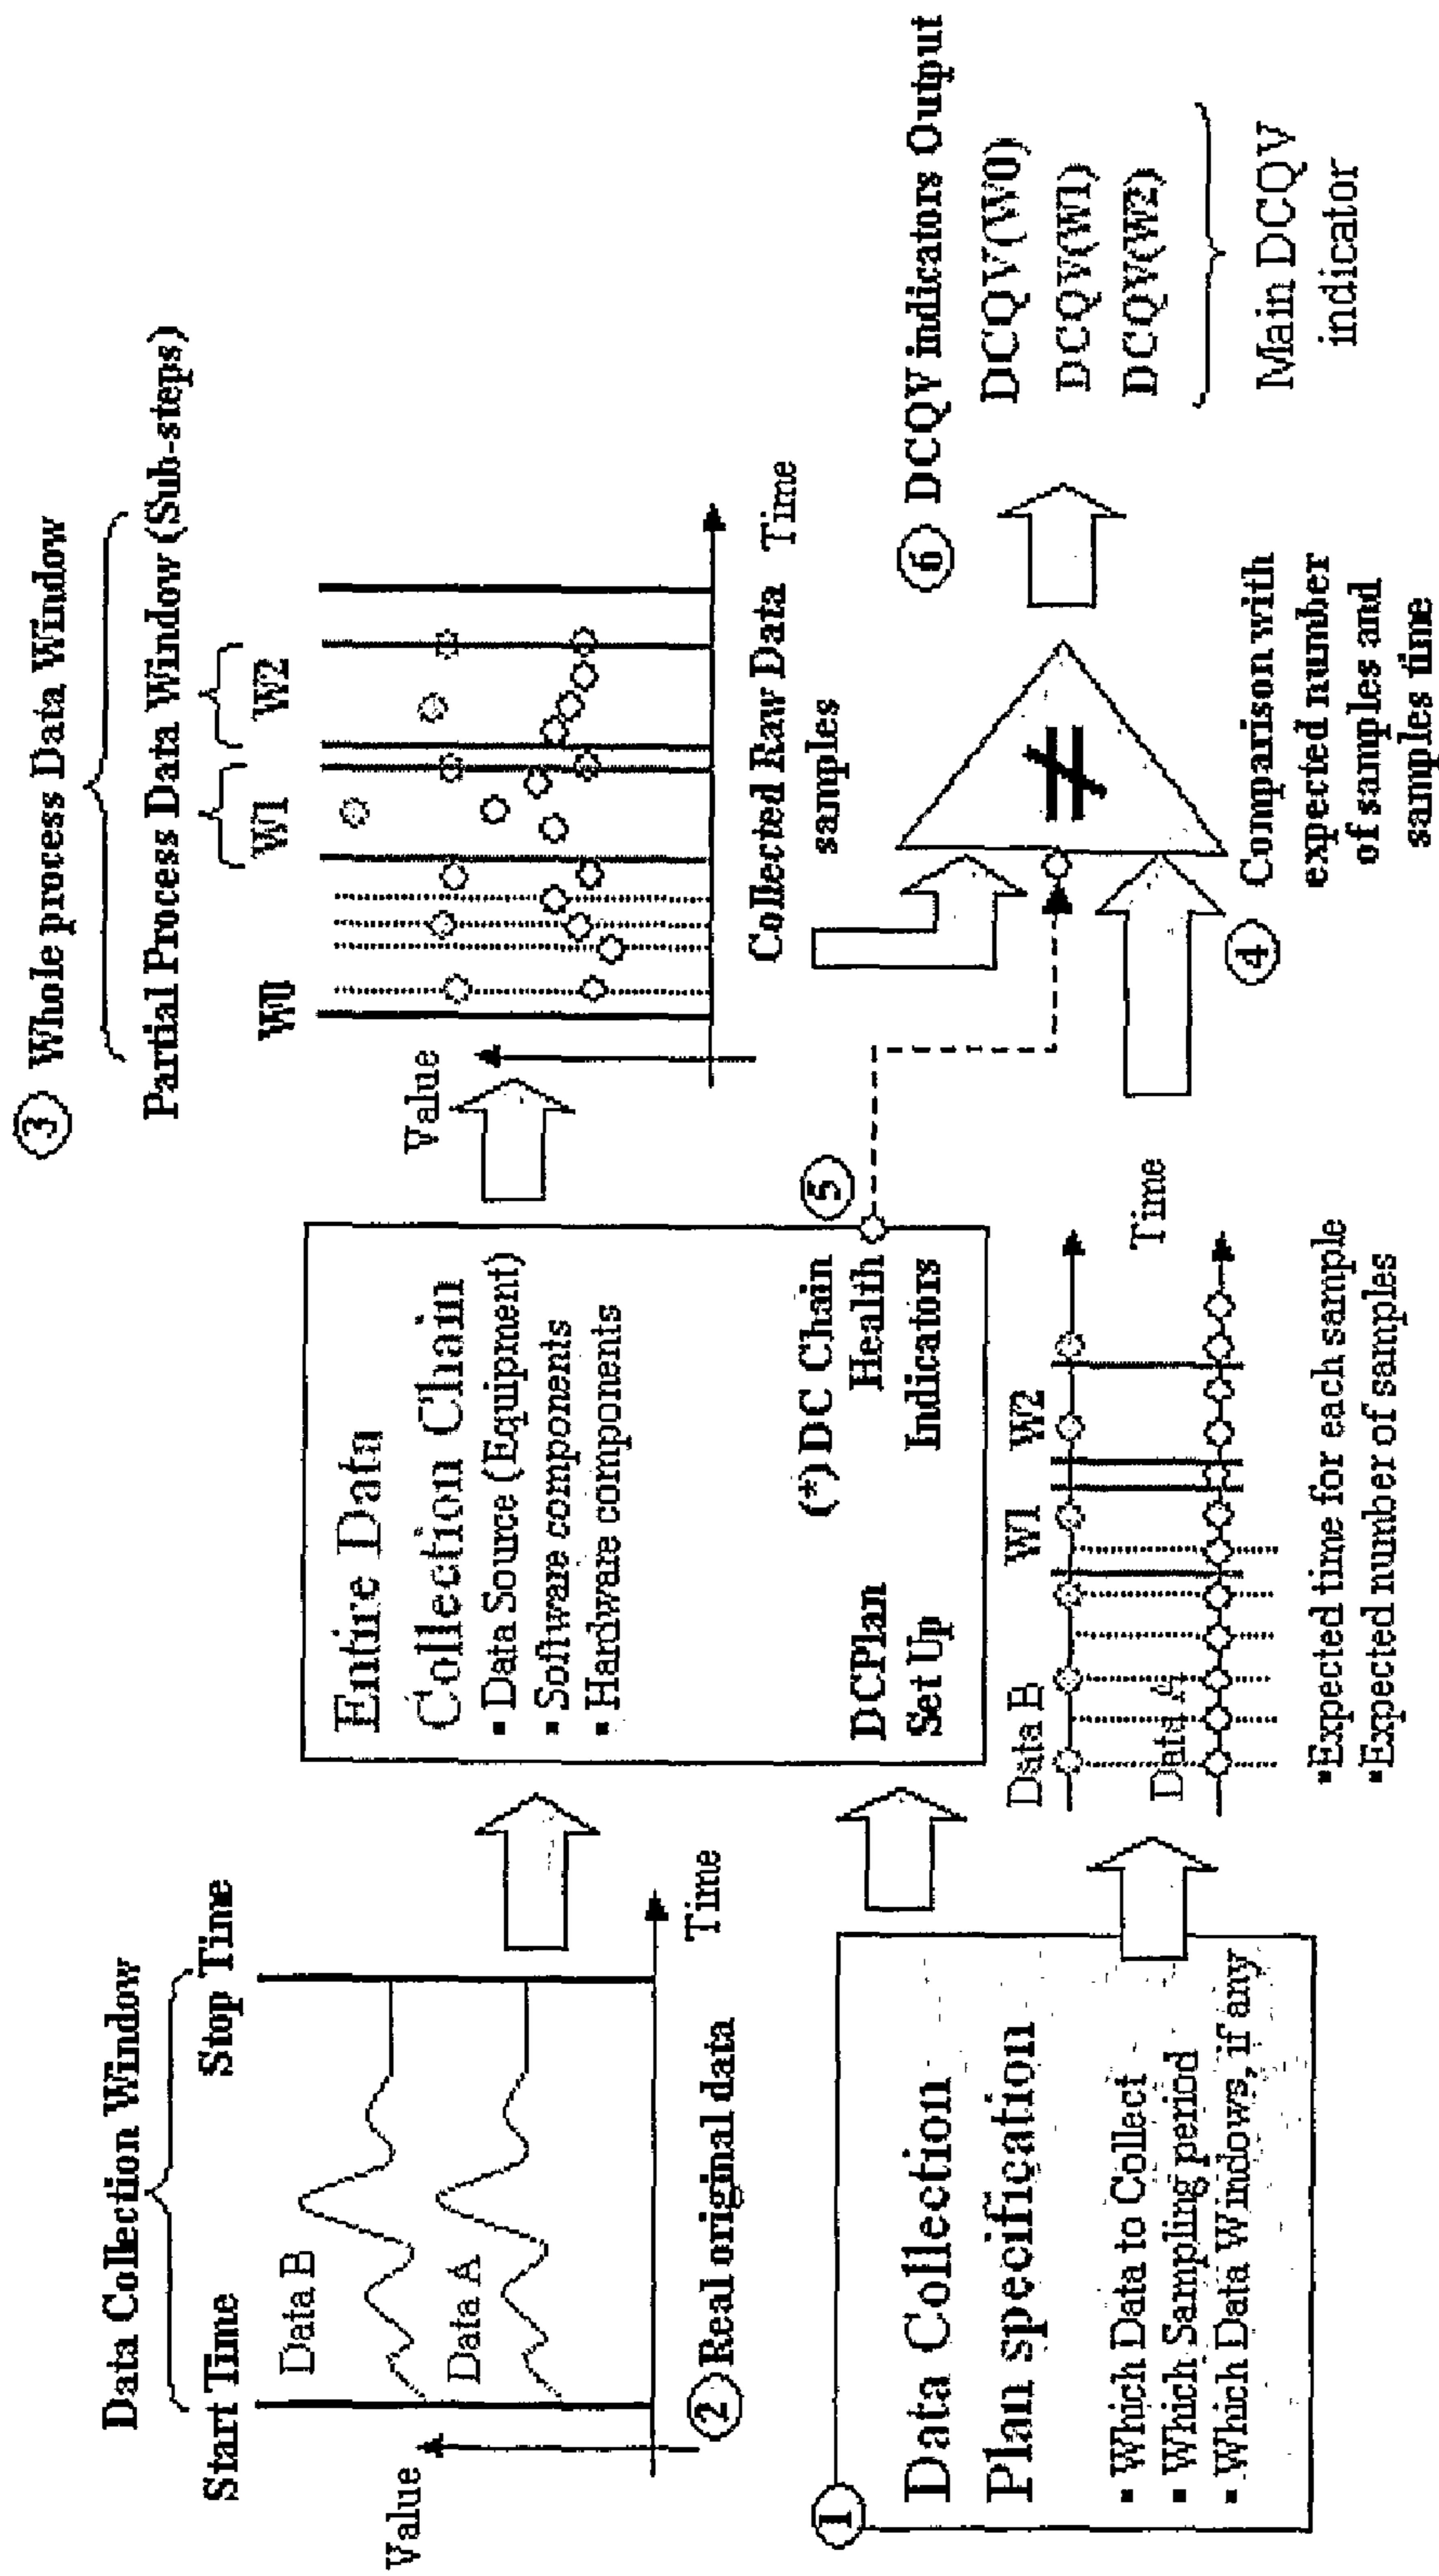 Data Collection Window
Start Time
Stop Time
Value
Data B
Data A
Time
② Real original data
①
Data Collection
Plan specification
▪ Which Data to Collect
▪ Which Sampling period
▪ Which Data Windows, if any
Entire Data
Collection Chain
▪ Data Source (Equipment)
▪ Software components
▪ Hardware components
DCPlan
Set Up
(*) DC Chain
Health
Indicators
⑤
Data B
W1
W2
Data A
Time
▪Expected time for each sample
▪Expected number of samples
③ Whole process Data Window
Partial Process Data Window (Sub-steps)
W0
W1
W2
Value
Time
Collected Raw Data
samples
≠
④
Comparison with
expected number
of samples and
samples time
⑥ DCQV indicators Output
DCQV(W0)
DCQV(W1)
DCQV(W2)
Main DCQV
indicator